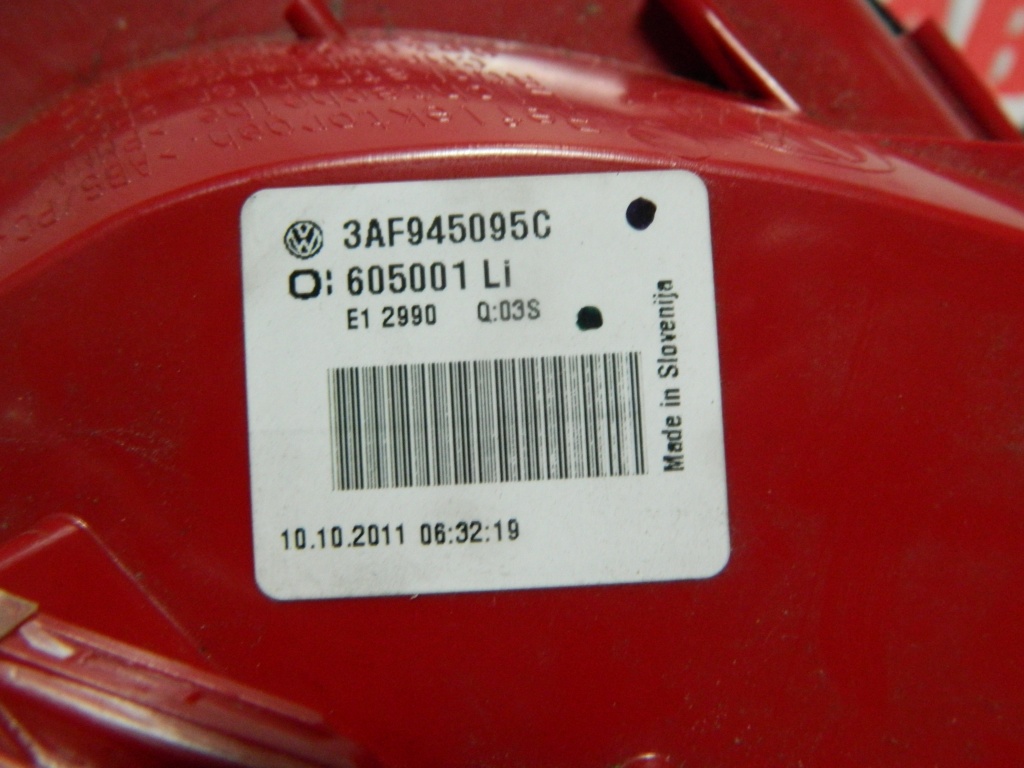 3AF945095C
O: 605001 Li
E1 2990 Q:03S
Made in Slovenija
10.10.2011 06:32:19